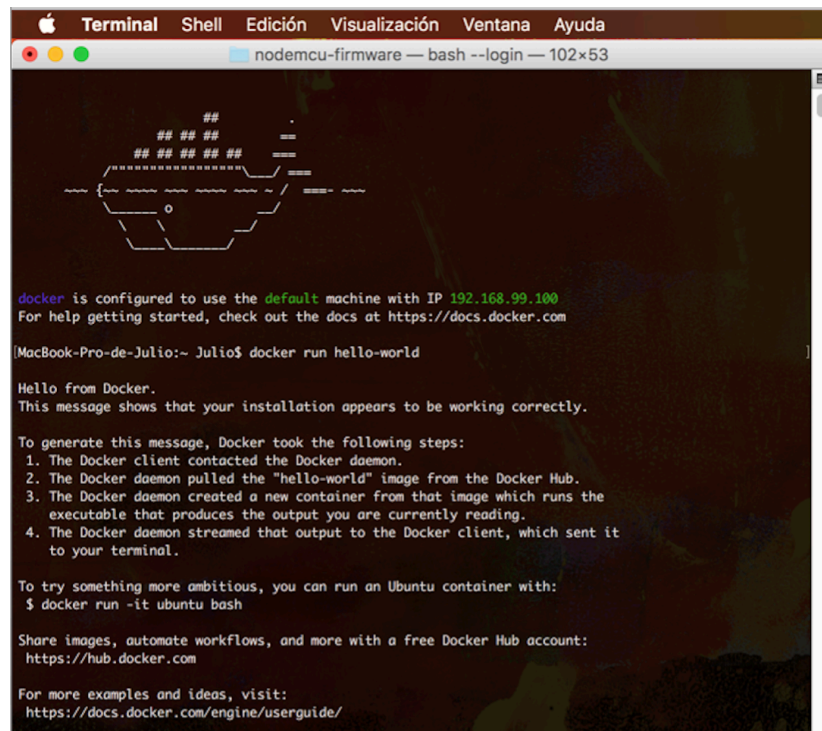 Terminal Shell Edición Visualización Ventana Ayuda
nodemcu-firmware — bash --login — 102×53
                        ##         .
                  ## ## ##        ==
               ## ## ## ## ##    ===
           /"""""""""""""""""\___/ ===
      ~~~ {~~ ~~~~ ~~~ ~~~~ ~~~ ~ /  ===- ~~~
           \______ o           __/
             \    \         __/
              \____\_______/
docker is configured to use the default machine with IP 192.168.99.100
For help getting started, check out the docs at https://docs.docker.com
[MacBook-Pro-de-Julio:~ Julio$ docker run hello-world ]
Hello from Docker.
This message shows that your installation appears to be working correctly.
To generate this message, Docker took the following steps:
1. The Docker client contacted the Docker daemon.
2. The Docker daemon pulled the "hello-world" image from the Docker Hub.
3. The Docker daemon created a new container from that image which runs the
executable that produces the output you are currently reading.
4. The Docker daemon streamed that output to the Docker client, which sent it
to your terminal.
To try something more ambitious, you can run an Ubuntu container with:
$ docker run -it ubuntu bash
Share images, automate workflows, and more with a free Docker Hub account:
https://hub.docker.com
For more examples and ideas, visit:
https://docs.docker.com/engine/userguide/